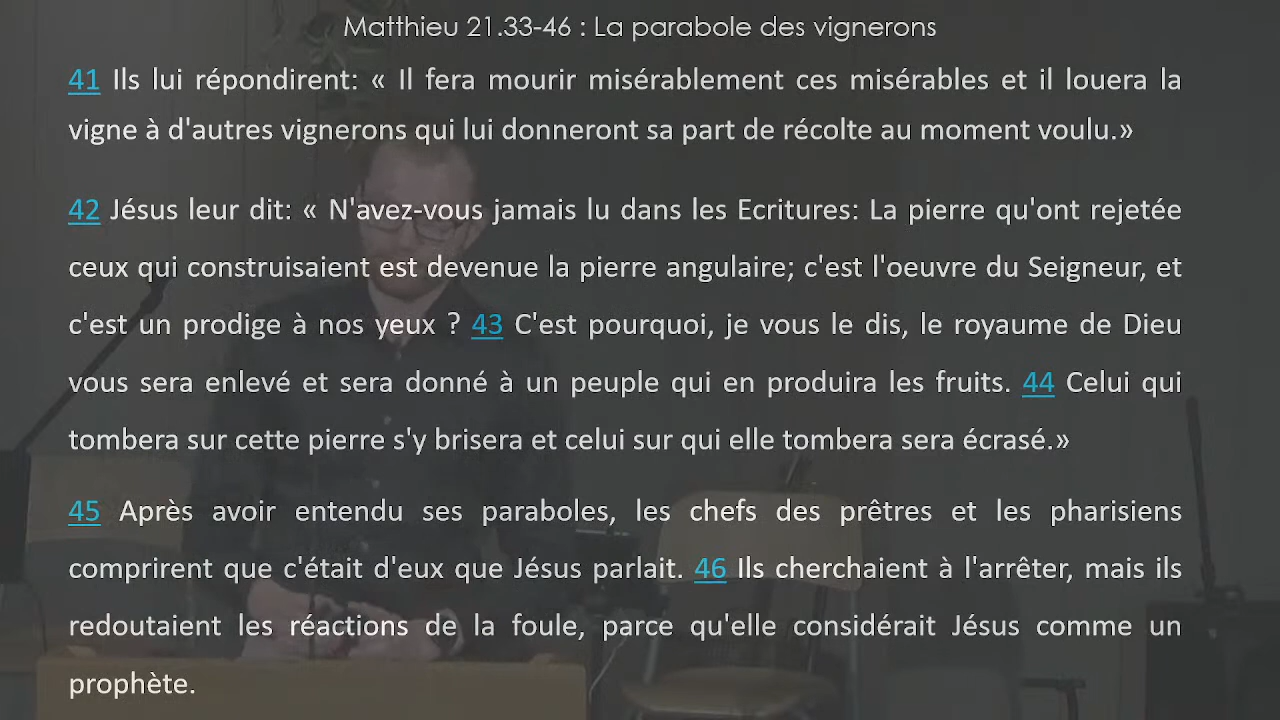 Matthieu 21.33-46 : La parabole des vignerons
41 Ils lui répondirent: « Il fera mourir misérablement ces misérables et il louera la
vigne à d'autres vignerons qui lui donneront sa part de récolte au moment voulu.»
42 Jésus leur dit: « N'avez-vous jamais lu dans les Ecritures: La pierre qu'ont rejetée
ceux qui construisaient est devenue la pierre angulaire; c'est l'oeuvre du Seigneur, et
c'est un prodige à nos yeux ? 43 C'est pourquoi, je vous le dis, le royaume de Dieu
vous sera enlevé et sera donné à un peuple qui en produira les fruits. 44 Celui qui
tombera sur cette pierre s'y brisera et celui sur qui elle tombera sera écrasé.»
45 Après avoir entendu ses paraboles, les chefs des prêtres et les pharisiens
comprirent que c'était d'eux que Jésus parlait. 46 Ils cherchaient à l'arrêter, mais ils
redoutaient les réactions de la foule, parce qu'elle considérait Jésus comme un
prophète.